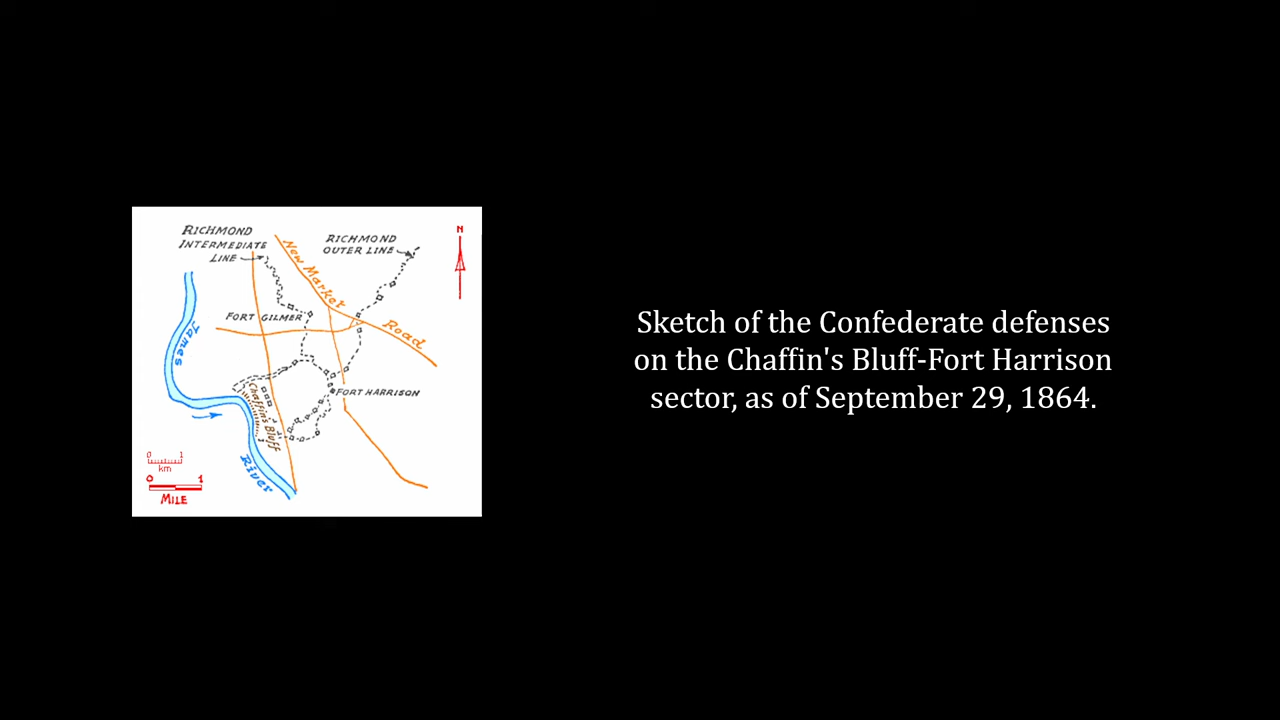 RICHMOND
INTERMEDIATE
LINE
New Market
Road
RICHMOND
OUTER LINE
N
FORT GILMER
James
River
FORT HARRISON
Chaffin's Bluff
0 1
km
0 1
MILE
Sketch of the Confederate defenses
on the Chaffin's Bluff-Fort Harrison
sector, as of September 29, 1864.